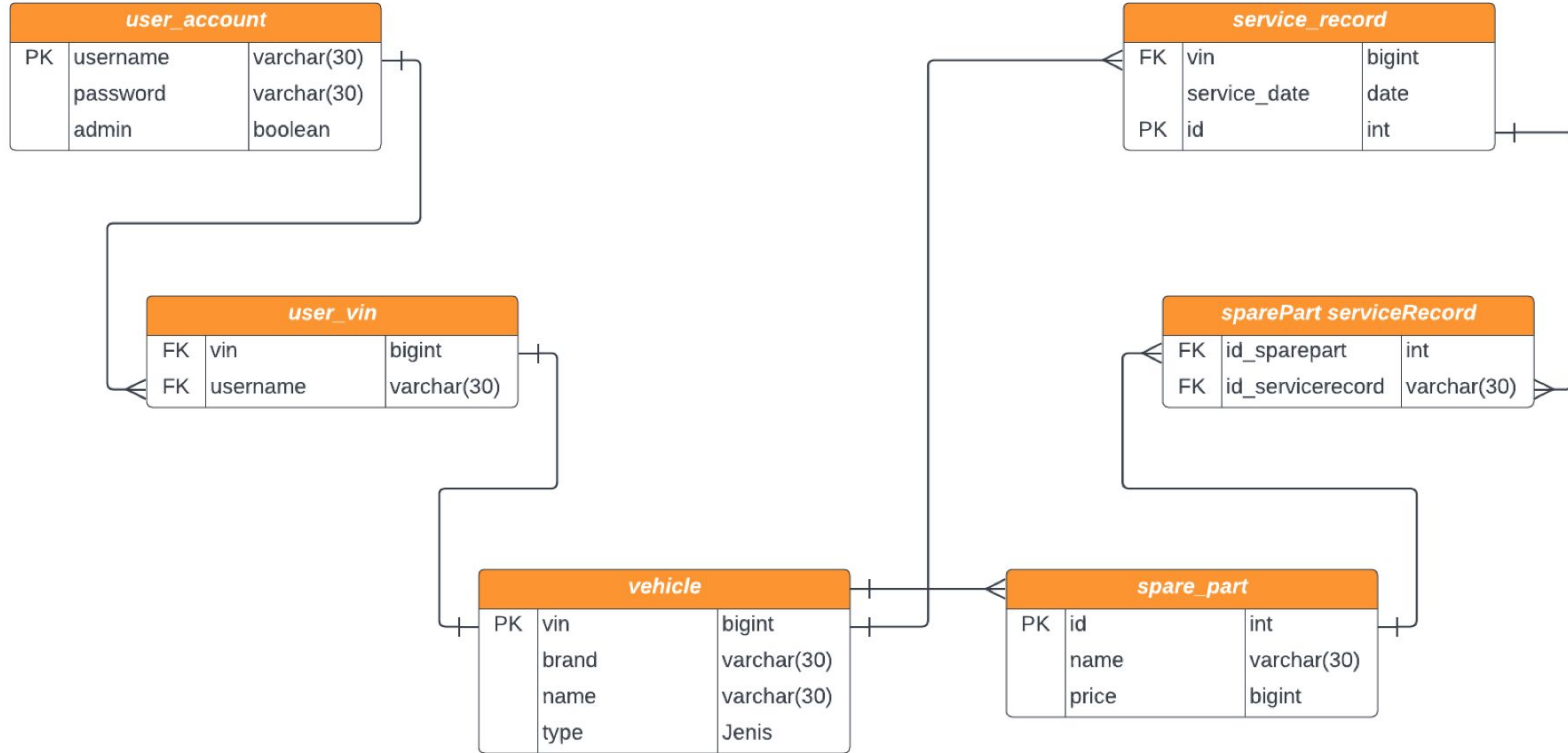 user_account
PK username varchar(30)
password varchar(30)
admin boolean
service_record
FK vin bigint
service_date date
PK id int
user_vin
FK vin bigint
FK username varchar(30)
sparePart serviceRecord
FK id_sparepart int
FK id_servicerecord varchar(30)
vehicle
PK vin bigint
brand varchar(30)
name varchar(30)
type Jenis
spare_part
PK id int
name varchar(30)
price bigint